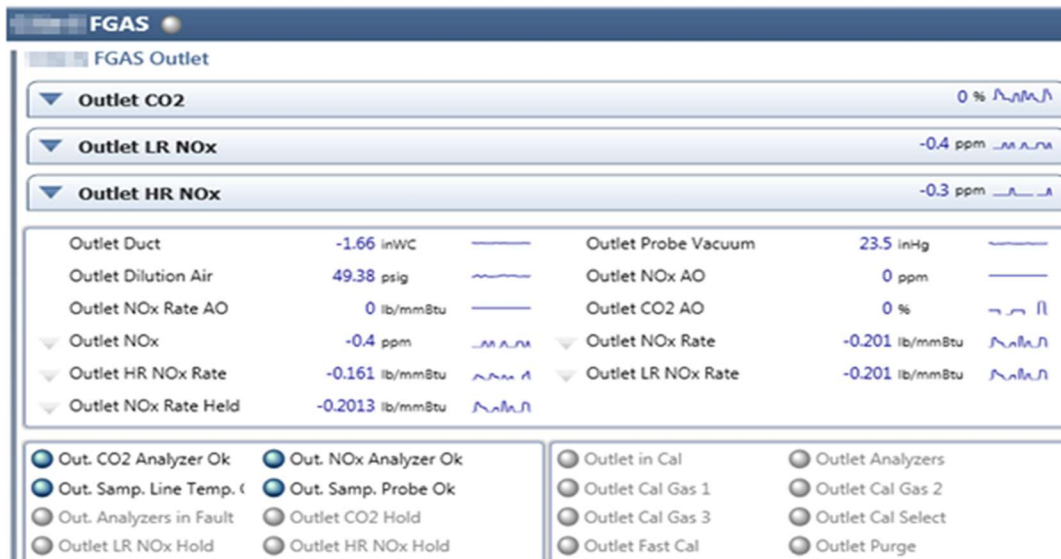 FGAS
FGAS Outlet
Outlet CO2 0 %
Outlet LR NOx -0.4 ppm
Outlet HR NOx -0.3 ppm
Outlet Duct -1.66 inWC Outlet Probe Vacuum 23.5 inHg
Outlet Dilution Air 49.38 psig Outlet NOx AO 0 ppm
Outlet NOx Rate AO 0 lb/mmBtu Outlet CO2 AO 0 %
Outlet NOx -0.4 ppm Outlet NOx Rate -0.201 lb/mmBtu
Outlet HR NOx Rate -0.161 lb/mmBtu Outlet LR NOx Rate -0.201 lb/mmBtu
Outlet NOx Rate Held -0.2013 lb/mmBtu
Out. CO2 Analyzer Ok Out. NOx Analyzer Ok Outlet in Cal Outlet Analyzers
Out. Samp. Line Temp. Out. Samp. Probe Ok Outlet Cal Gas 1 Outlet Cal Gas 2
Out. Analyzers in Fault Outlet CO2 Hold Outlet Cal Gas 3 Outlet Cal Select
Outlet LR NOx Hold Outlet HR NOx Hold Outlet Fast Cal Outlet Purge